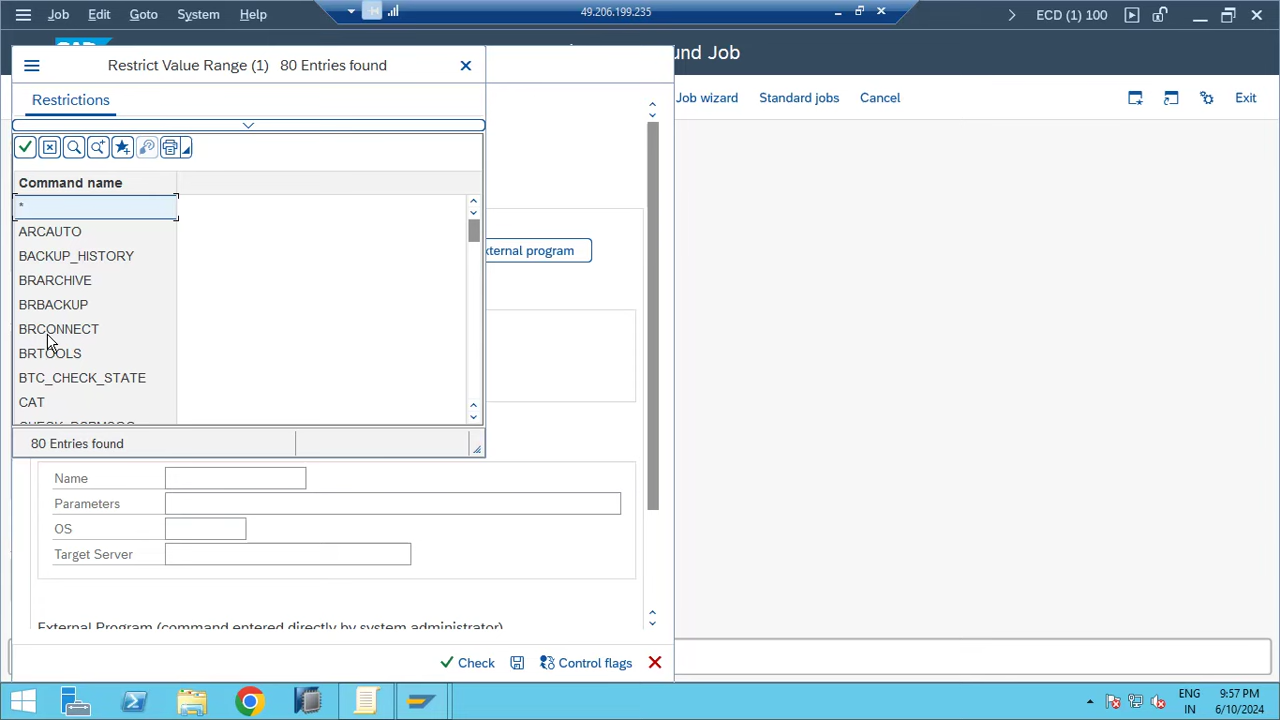 Job Edit Goto System Help
49.206.199.235
ECD (1) 100
SAP
und Job
Restrict Value Range (1) 80 Entries found
Restrictions
Job wizard Standard jobs Cancel Exit
Command name
*
ARCAUTO
BACKUP_HISTORY
BRARCHIVE
BRBACKUP
BRCONNECT
BRTOOLS
BTC_CHECK_STATE
CAT
80 Entries found
xternal program
Name
Parameters
OS
Target Server
External Program (command entered directly by system administrator)
Check Control flags
ENG
IN
9:57 PM
6/10/2024